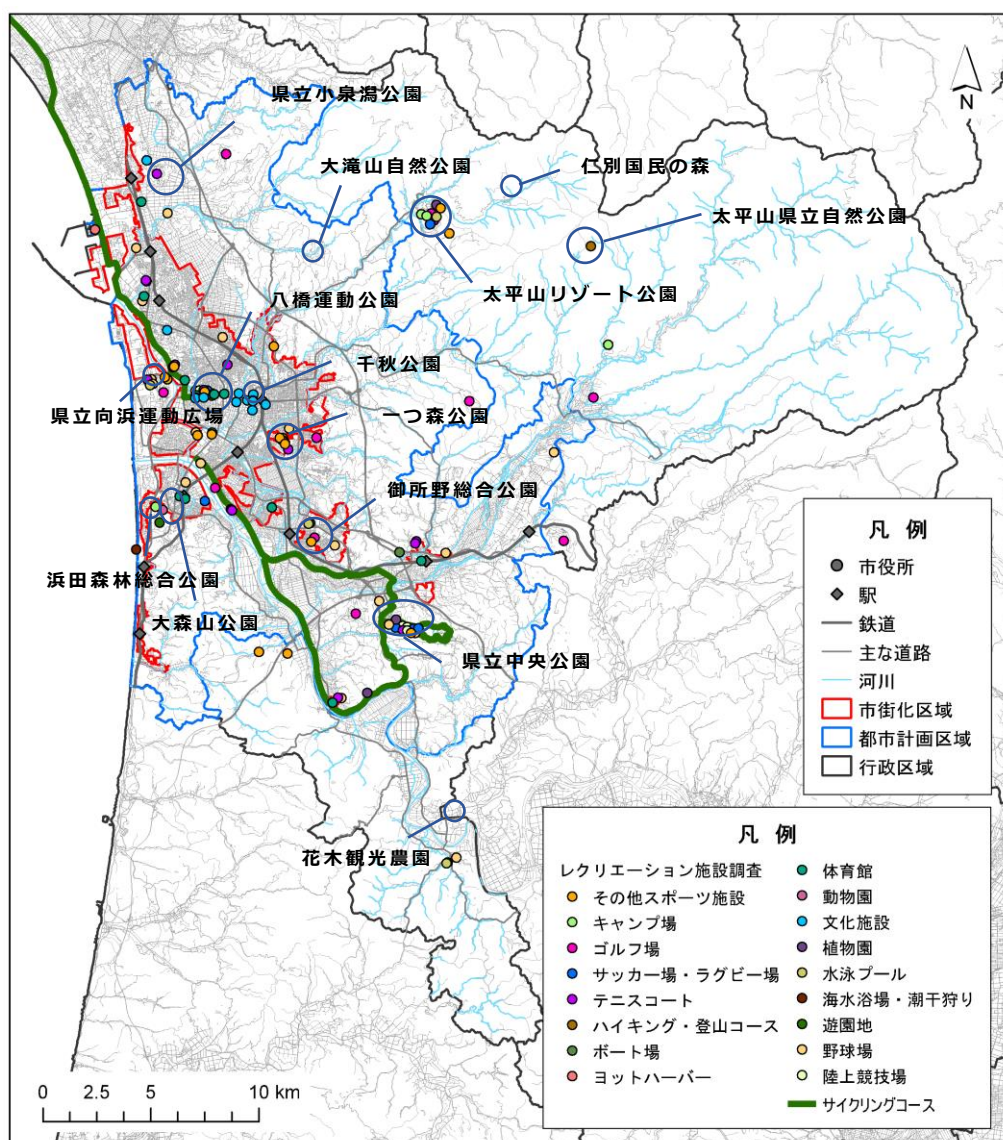 県立小泉潟公園
大滝山自然公園
仁別国民の森
太平山県立自然公園
太平山リゾート公園
八橋運動公園
千秋公園
県立向浜運動広場
一つ森公園
御所野総合公園
浜田森林総合公園
大森山公園
県立中央公園
花木観光農園
N
凡 例
市役所
駅
鉄道
主な道路
河川
市街化区域
都市計画区域
行政区域
凡 例
レクリエーション施設調査
その他スポーツ施設
キャンプ場
ゴルフ場
サッカー場・ラグビー場
テニスコート
ハイキング・登山コース
ボート場
ヨットハーバー
体育館
動物園
文化施設
植物園
水泳プール
海水浴場・潮干狩り
遊園地
野球場
陸上競技場
サイクリングコース
0 2.5 5 10 km